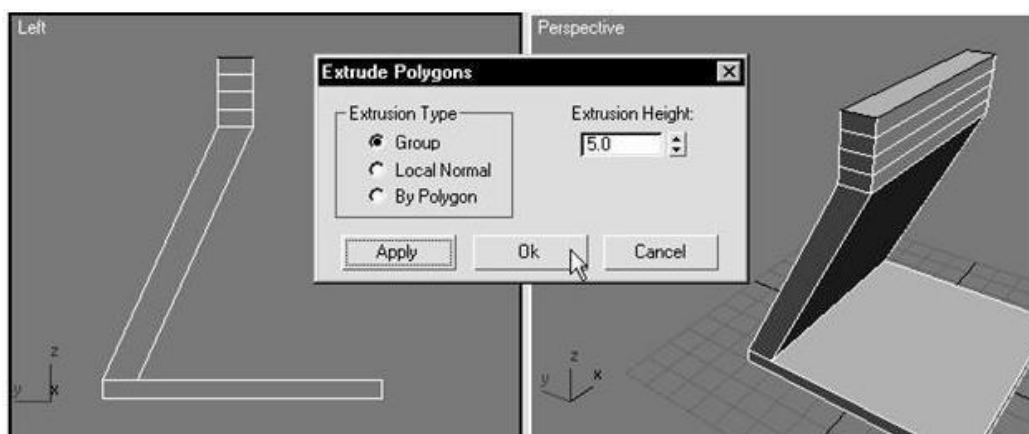 Left
Perspective
Extrude Polygons
Extrusion Type
Group
Local Normal
By Polygon
Extrusion Height:
5.0
Apply
Ok
Cancel
z
y
x
z
y
x